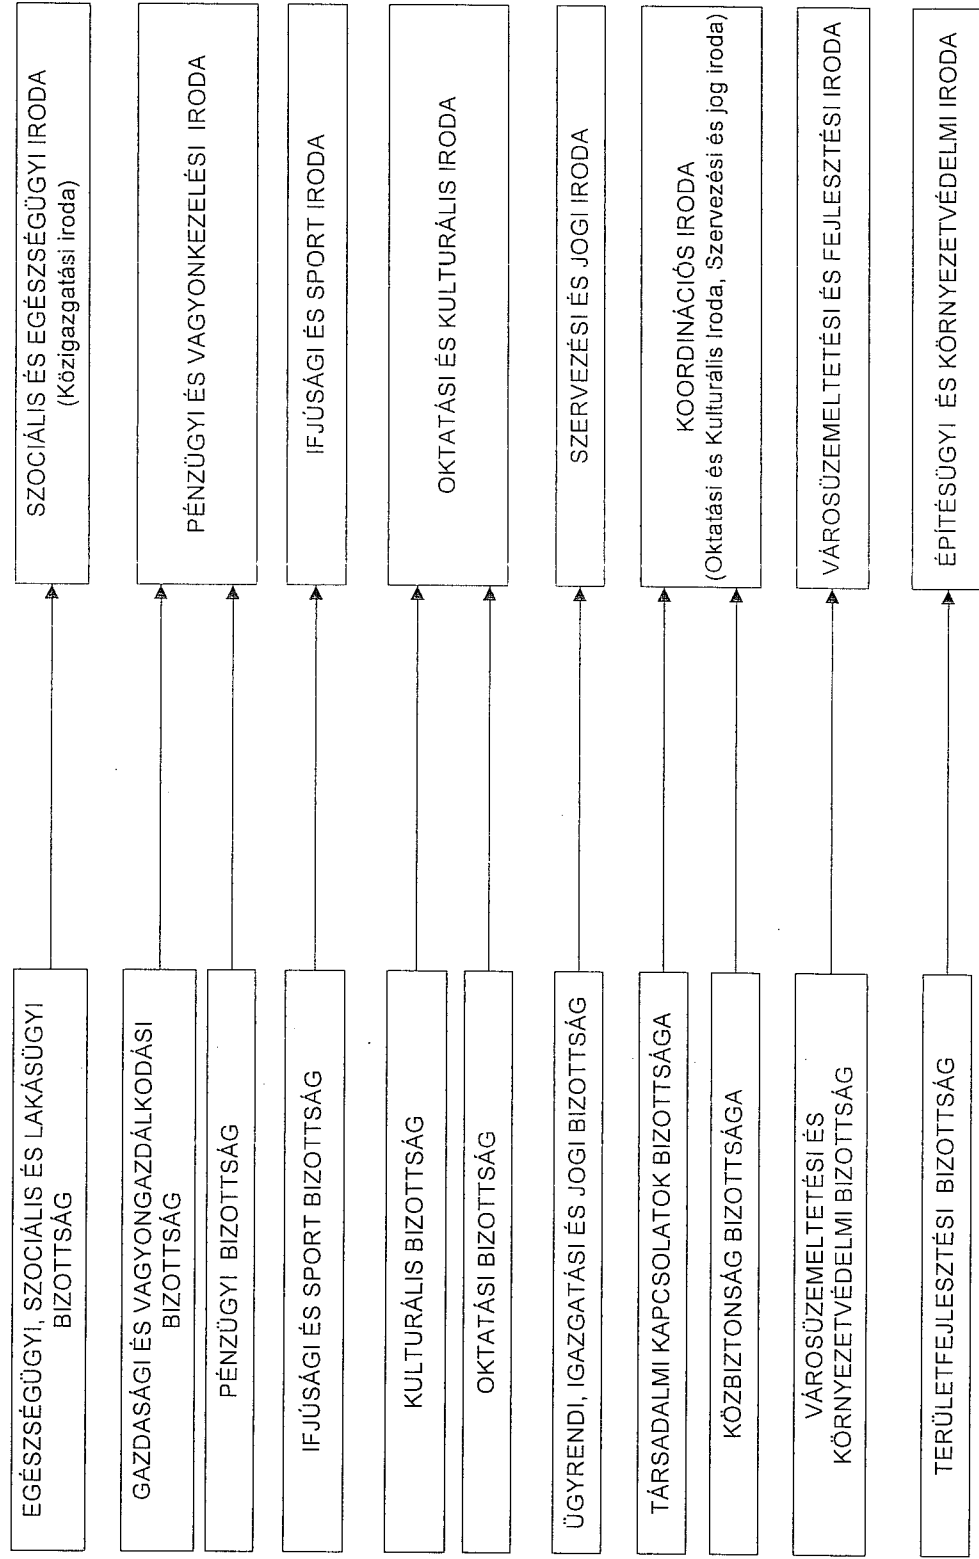 EGÉSZSÉGÜGYI, SZOCIÁLIS ÉS LAKÁSÜGYI
BIZOTTSÁG
SZOCIÁLIS ÉS EGÉSZSÉGÜGYI IRODA
(Közigazgatási iroda)
GAZDASÁGI ÉS VAGYONGAZDÁLKODÁSI
BIZOTTSÁG
PÉNZÜGYI BIZOTTSÁG
PÉNZÜGYI ÉS VAGYONKEZELÉSI IRODA
IFJÚSÁGI ÉS SPORT BIZOTTSÁG
IFJÚSÁGI ÉS SPORT IRODA
KULTURÁLIS BIZOTTSÁG
OKTATÁSI BIZOTTSÁG
OKTATÁSI ÉS KULTURÁLIS IRODA
ÜGYRENDI, IGAZGATÁSI ÉS JOGI BIZOTTSÁG
SZERVEZÉSI ÉS JOGI IRODA
TÁRSADALMI KAPCSOLATOK BIZOTTSÁGA
KÖZBIZTONSÁG BIZOTTSÁGA
KOORDINÁCIÓS IRODA
(Oktatási és Kulturális Iroda, Szervezési és jog iroda)
VÁROSÜZEMELTETÉSI ÉS
KÖRNYEZETVÉDELMI BIZOTTSÁG
VÁROSÜZEMELTETÉSI ÉS FEJLESZTÉSI IRODA
TERÜLETFEJLESZTÉSI BIZOTTSÁG
ÉPÍTÉSÜGYI ÉS KÖRNYEZETVÉDELMI IRODA